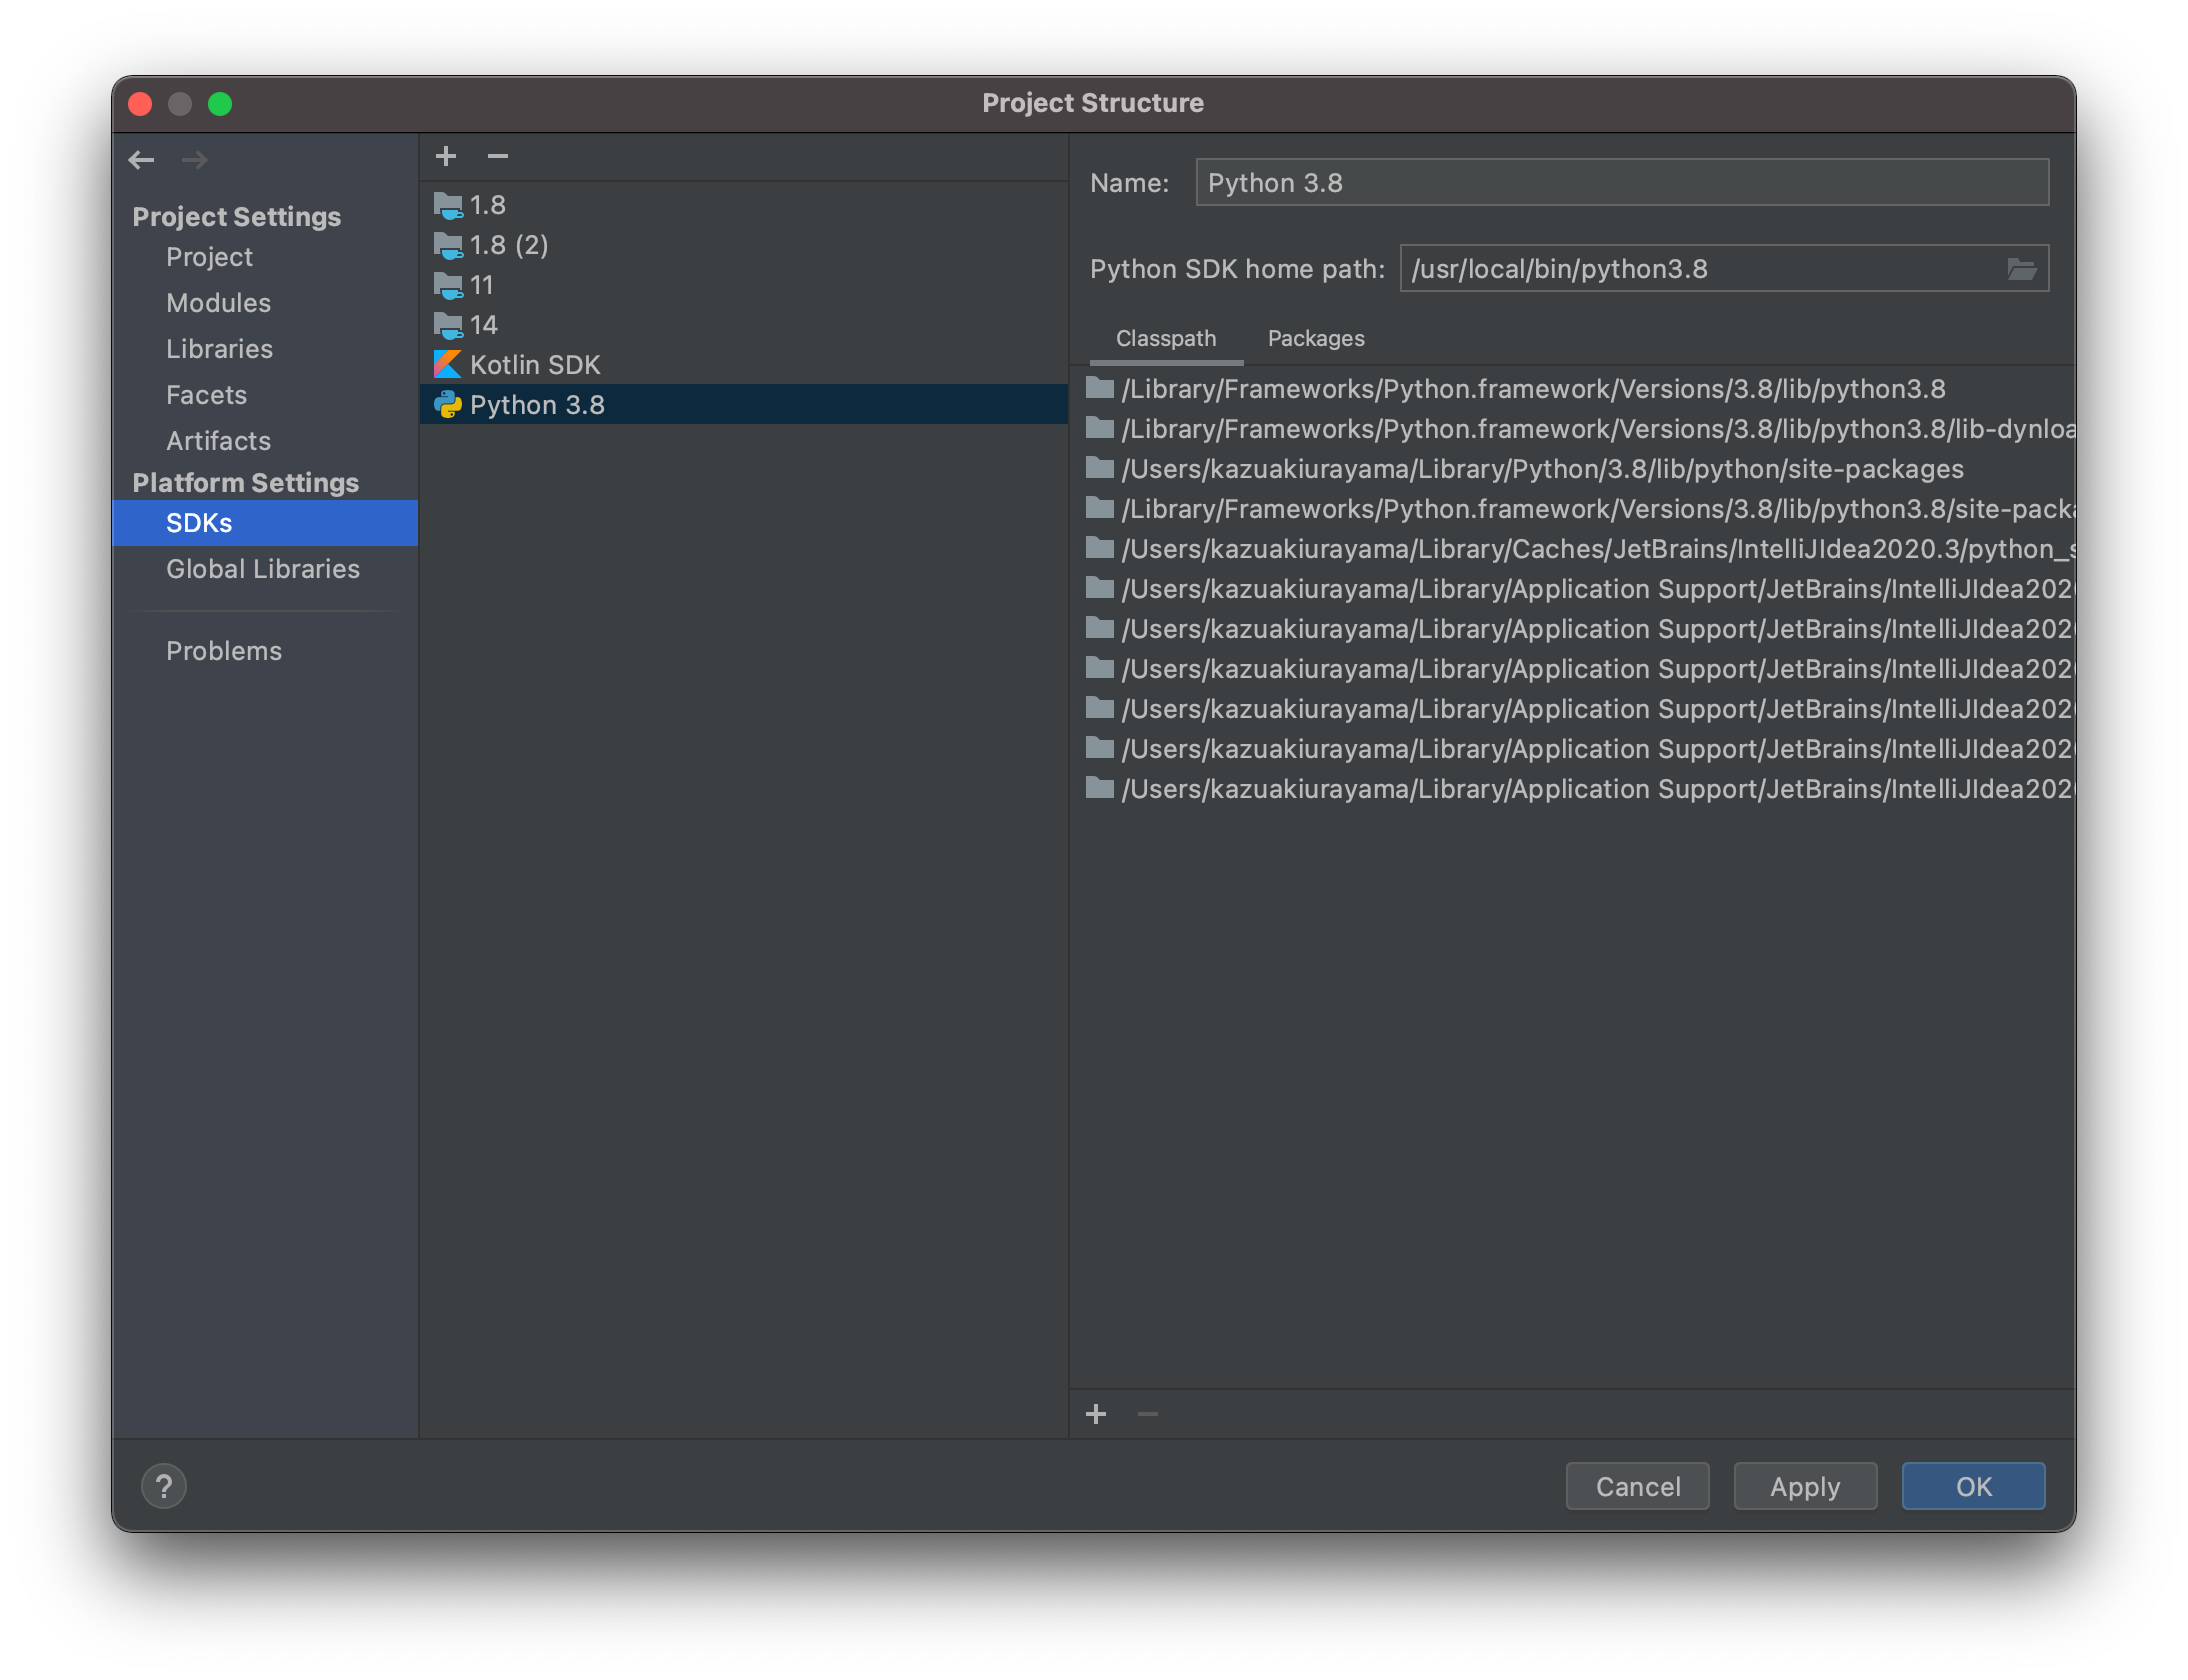 Project Structure
Project Settings
Project
Modules
Libraries
Facets
Artifacts
Platform Settings
SDKs
Global Libraries
Problems
1.8
1.8 (2)
11
14
Kotlin SDK
Python 3.8
Name: Python 3.8
Python SDK home path: /usr/local/bin/python3.8
Classpath Packages
/Library/Frameworks/Python.framework/Versions/3.8/lib/python3.8
/Library/Frameworks/Python.framework/Versions/3.8/lib/python3.8/lib-dynloa
/Users/kazuakiurayama/Library/Python/3.8/lib/python/site-packages
/Library/Frameworks/Python.framework/Versions/3.8/lib/python3.8/site-packa
/Users/kazuakiurayama/Library/Caches/JetBrains/IntelliJIdea2020.3/python_s
/Users/kazuakiurayama/Library/Application Support/JetBrains/IntelliJIdea202
/Users/kazuakiurayama/Library/Application Support/JetBrains/IntelliJIdea202
/Users/kazuakiurayama/Library/Application Support/JetBrains/IntelliJIdea202
/Users/kazuakiurayama/Library/Application Support/JetBrains/IntelliJIdea202
/Users/kazuakiurayama/Library/Application Support/JetBrains/IntelliJIdea202
/Users/kazuakiurayama/Library/Application Support/JetBrains/IntelliJIdea202
? Cancel Apply OK